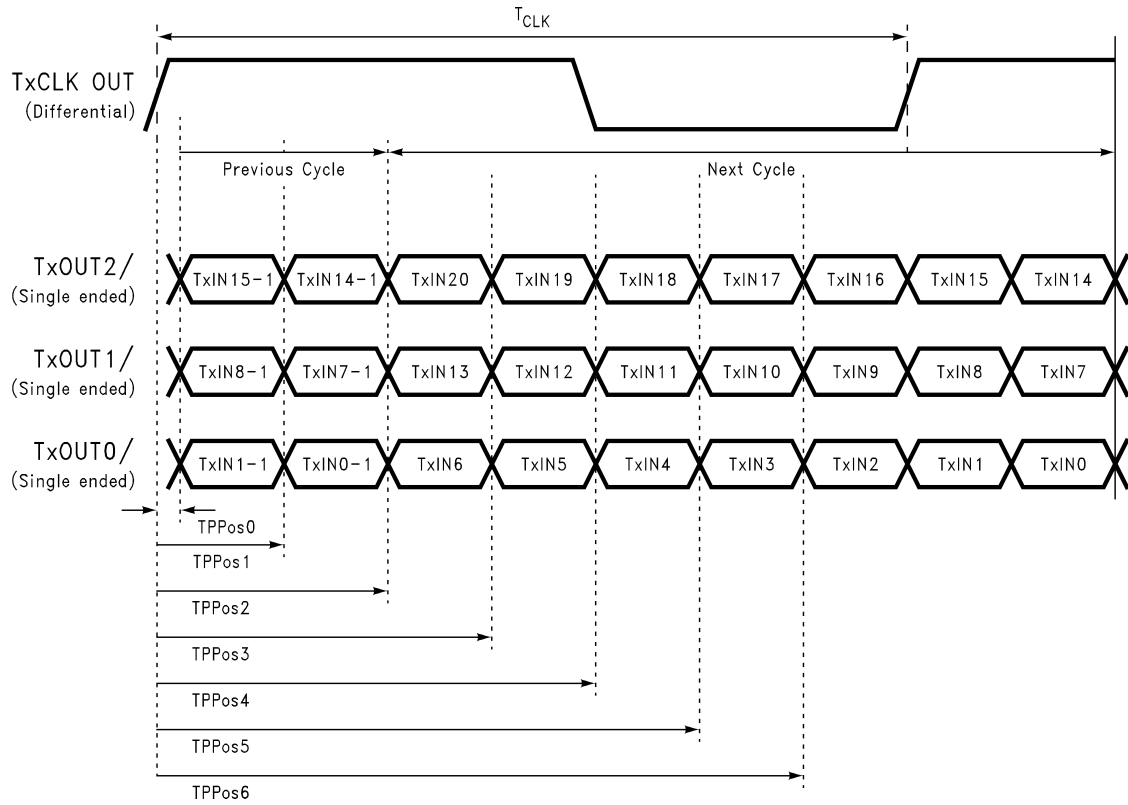 TCLK
TxCLK OUT
(Differential)
Previous Cycle
Next Cycle
TxOUT2/
(Single ended)
TxIN15-1 TxIN14-1 TxIN20 TxIN19 TxIN18 TxIN17 TxIN16 TxIN15 TxIN14
TxOUT1/
(Single ended)
TxIN8-1 TxIN7-1 TxIN13 TxIN12 TxIN11 TxIN10 TxIN9 TxIN8 TxIN7
TxOUT0/
(Single ended)
TxIN1-1 TxIN0-1 TxIN6 TxIN5 TxIN4 TxIN3 TxIN2 TxIN1 TxIN0
TPPos0
TPPos1
TPPos2
TPPos3
TPPos4
TPPos5
TPPos6